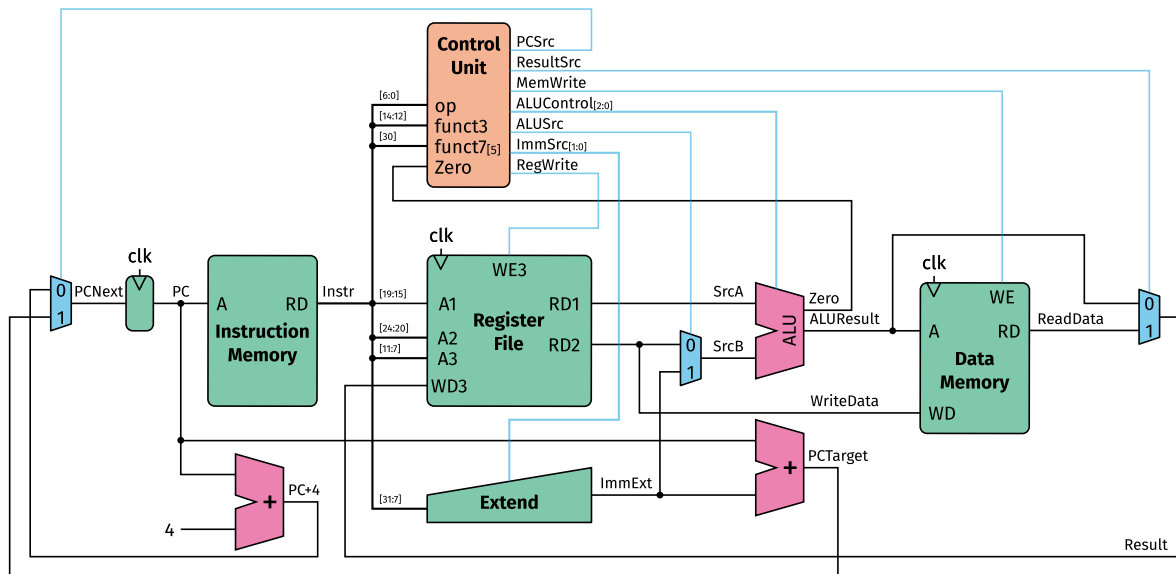 Control
Unit
PCSrc
ResultSrc
MemWrite
ALUControl[2:0]
ALUSrc
ImmSrc[1:0]
RegWrite
[6:0]
op
[14:12]
funct3
[30]
funct7[5]
Zero
clk
clk
clk
0
1
PCNext
PC
A
RD
Instruction
Memory
Instr
[19:15]
[24:20]
[11:7]
WE3
A1
A2
A3
WD3
RD1
RD2
Register
File
SrcA
0
1
SrcB
ALU
Zero
ALUResult
WE
A
RD
Data
Memory
WD
ReadData
0
1
WriteData
PCTarget
+
PC+4
+
4
[31:7]
Extend
ImmExt
Result